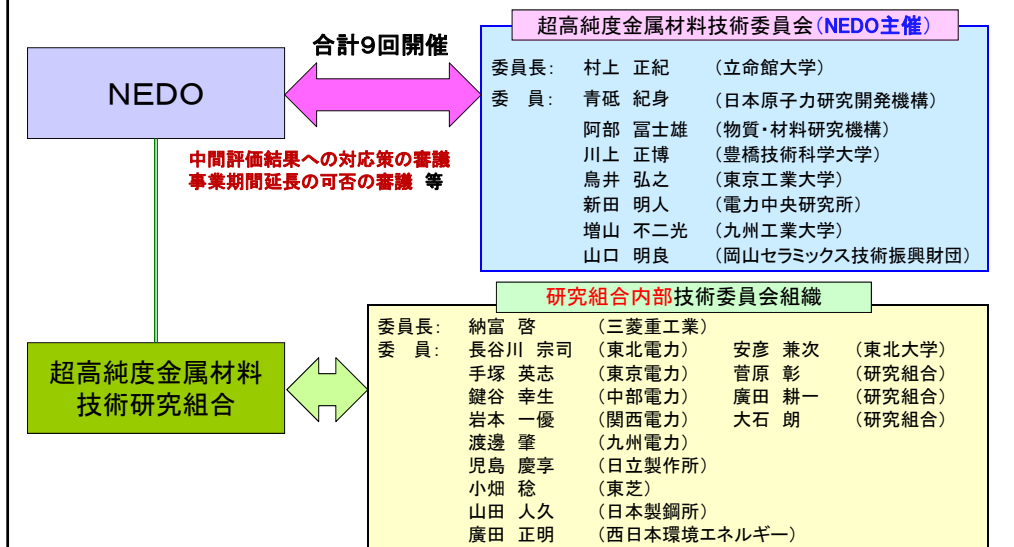 超高純度金属材料技術委員会(NEDO主催)
合計9回開催
NEDO
委員長: 村上 正紀 (立命館大学)
委 員: 青砥 紀身 (日本原子力研究開発機構)
阿部 冨士雄 (物質・材料研究機構)
川上 正博 (豊橋技術科学大学)
鳥井 弘之 (東京工業大学)
新田 明人 (電力中央研究所)
増山 不二光 (九州工業大学)
山口 明良 (岡山セラミックス技術振興財団)
中間評価結果への対応策の審議
事業期間延長の可否の審議 等
研究組合内部技術委員会組織
超高純度金属材料
技術研究組合
委員長: 納富 啓 (三菱重工業)
委 員: 長谷川 宗司 (東北電力) 安彦 兼次 (東北大学)
手塚 英志 (東京電力) 菅原 彰 (研究組合)
鍵谷 幸生 (中部電力) 廣田 耕一 (研究組合)
岩本 一優 (関西電力) 大石 朗 (研究組合)
渡邊 肇 (九州電力)
児島 慶享 (日立製作所)
小畑 稔 (東芝)
山田 人久 (日本製鋼所)
廣田 正明 (西日本環境エネルギー)